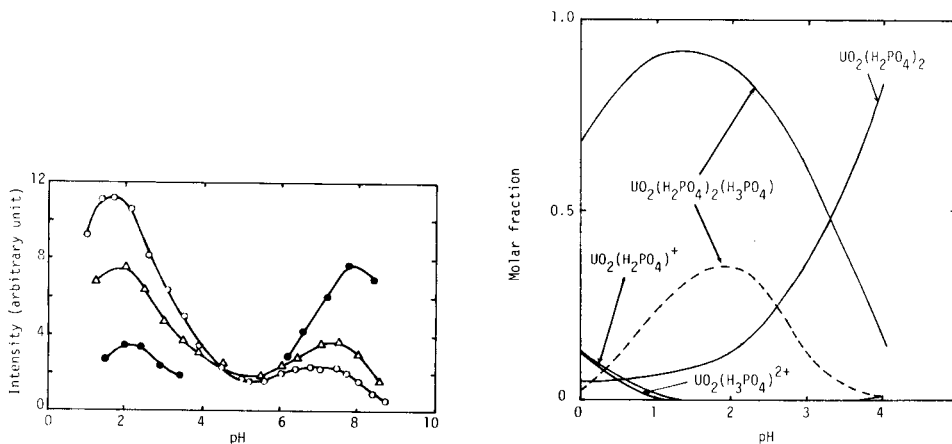 Intensity (arbitrary unit)
12
8
4
0
0 2 4 6 8 10
pH
Molar fraction
1.0
0.5
0
UO2(H2PO4)2
UO2(H2PO4)2(H3PO4)
UO2(H2PO4)+
UO2(H3PO4)2+
0 1 2 3 4 5
pH